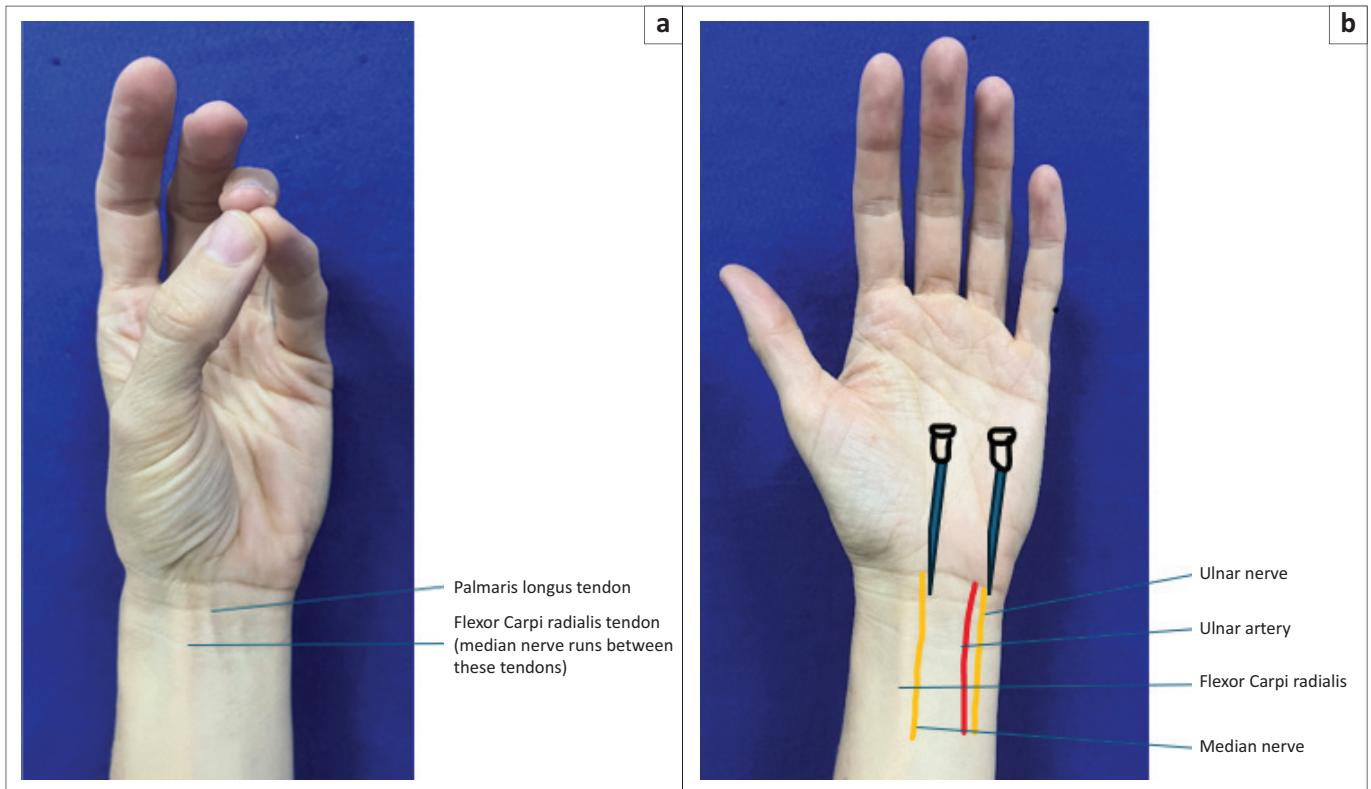 a
Palmaris longus tendon
Flexor Carpi radialis tendon
(median nerve runs between
these tendons)
b
Ulnar nerve
Ulnar artery
Flexor Carpi radialis
Median nerve